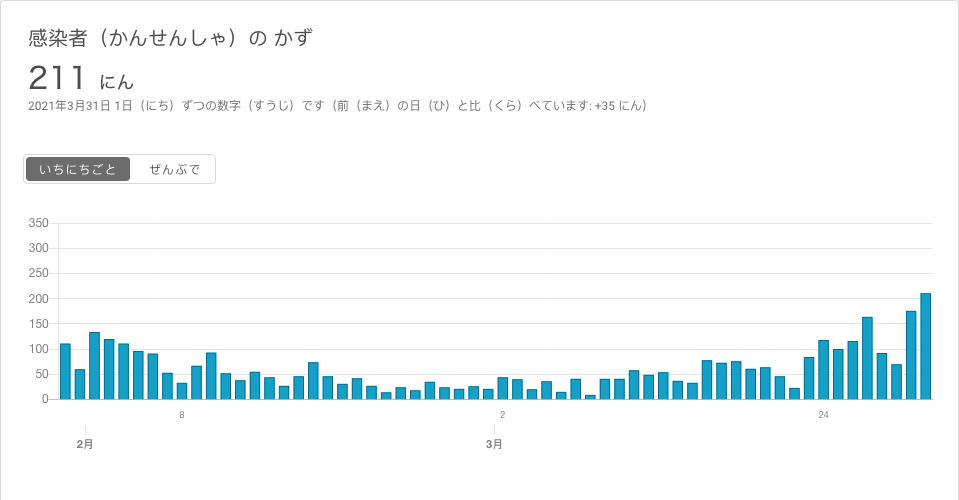 感染者（かんせんしゃ）の かず
211 にん
2021年3月31日 1日（にち）ずつの数字（すうじ）です（前（まえ）の日（ひ）と比（くら）べています: +35 にん）
いちにちごと ぜんぶで
350
300
250
200
150
100
50
0
8 2 24
2月 3月